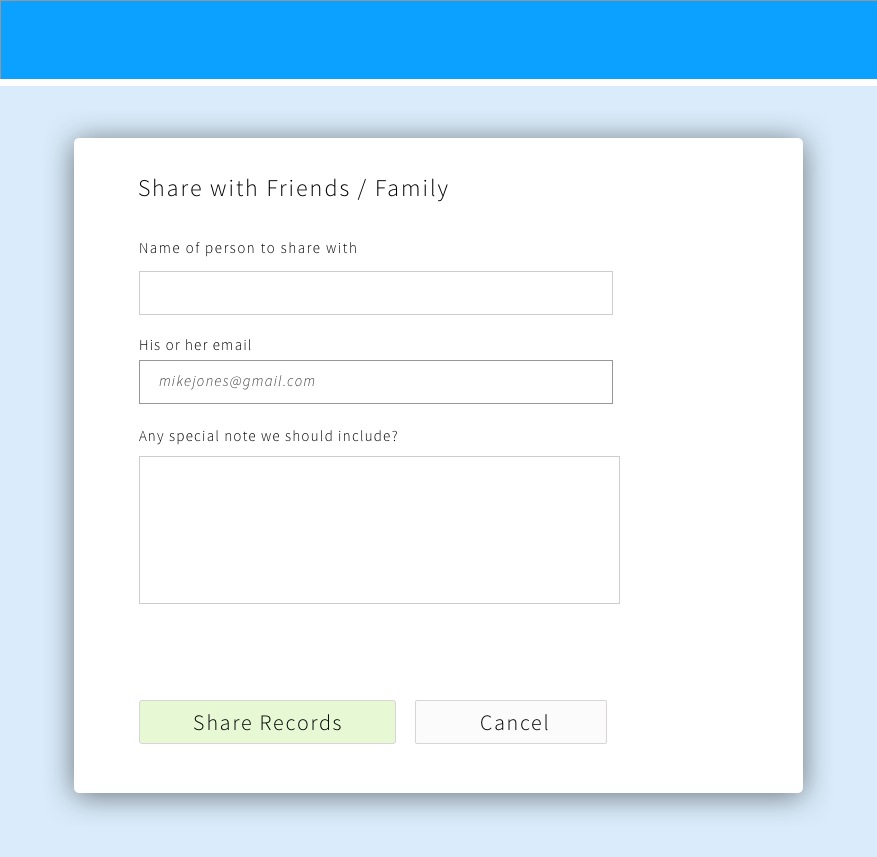 Share with Friends / Family
Name of person to share with
His or her email
mikejones@gmail.com
Any special note we should include?
Share Records
Cancel